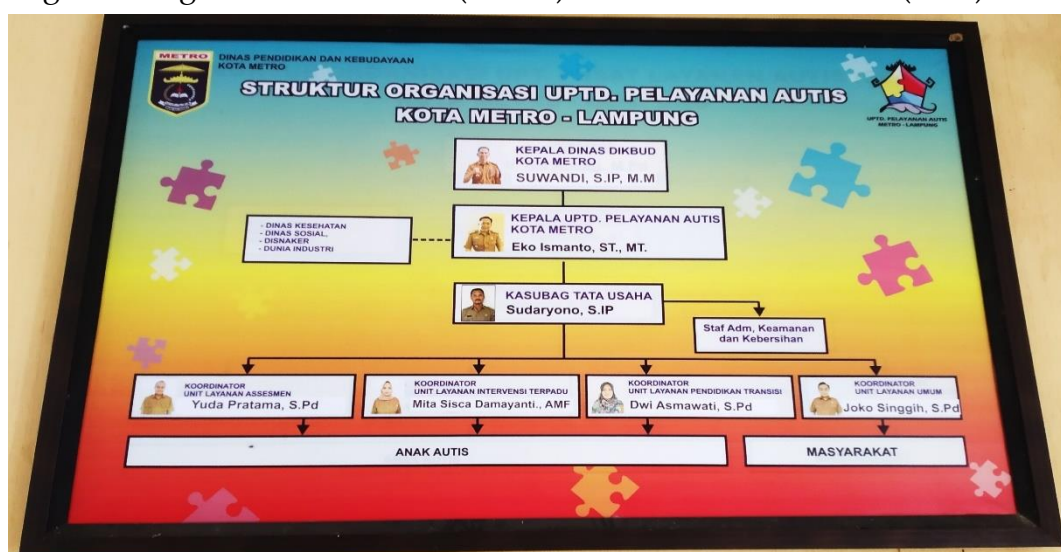 METRO
DINAS PENDIDIKAN DAN KEBUDAYAAN
KOTA METRO
STRUKTUR ORGANISASI UPTD. PELAYANAN AUTIS
KOTA METRO - LAMPUNG
UPTD. PELAYANAN AUTIS
METRO - LAMPUNG
KEPALA DINAS DIKBUD
KOTA METRO
SUWANDI, S.IP, M.M
- DINAS KESEHATAN
- DINAS SOSIAL,
- DISNAKER
- DUNIA INDUSTRI
KEPALA UPTD. PELAYANAN AUTIS
KOTA METRO
Eko Ismanto, ST., MT.
KASUBAG TATA USAHA
Sudaryono, S.IP
Staf Adm, Keamanan
dan Kebersihan
KOORDINATOR
UNIT LAYANAN ASSESMEN
Yuda Pratama, S.Pd
KOORDINATOR
UNIT LAYANAN INTERVENSI TERPADU
Mita Sisca Damayanti., AMF
KOORDINATOR
UNIT LAYANAN PENDIDIKAN TRANSISI
Dwi Asmawati, S.Pd
KOORDINATOR
UNIT LAYANAN UMUM
Joko Singgih, S.Pd
ANAK AUTIS
MASYARAKAT